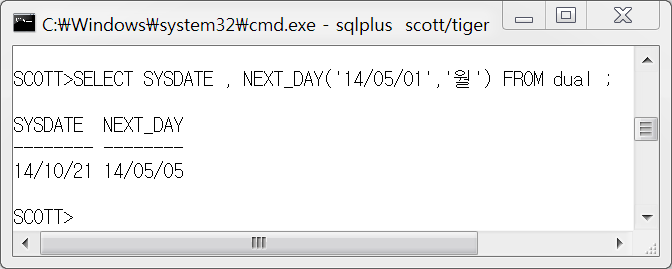 C:₩Windows₩system32₩cmd.exe - sqlplus  scott/tiger
SCOTT>SELECT SYSDATE , NEXT_DAY('14/05/01','월') FROM dual ;
SYSDATE  NEXT_DAY
-------- --------
14/10/21 14/05/05
SCOTT>